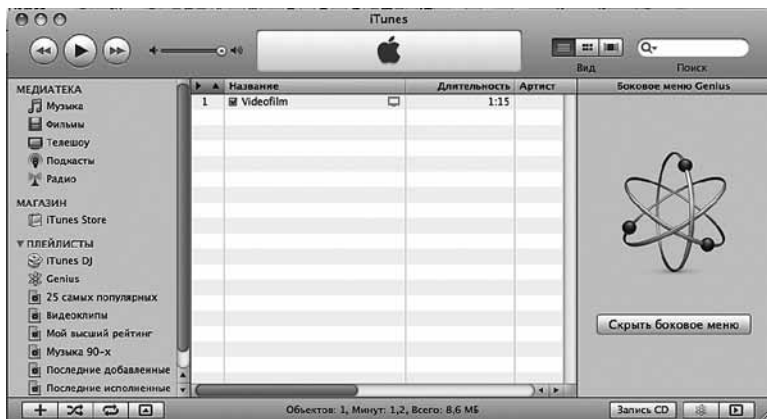 iTunes
Вид
Поиск
МЕДИАТЕКА
Музыка
Фильмы
Телешоу
Подкасты
Радио
МАГАЗИН
iTunes Store
ПЛЕЙЛИСТЫ
iTunes DJ
Genius
25 самых популярных
Видеоклипы
Мой высший рейтинг
Музыка 90-х
Последние добавленные
Последние исполненные
Название Длительность Артист
1 Videofilm 1:15
Боковое меню Genius
Скрыть боковое меню
Объектов: 1, Минут: 1,2, Всего: 8,6 МБ
Запись CD